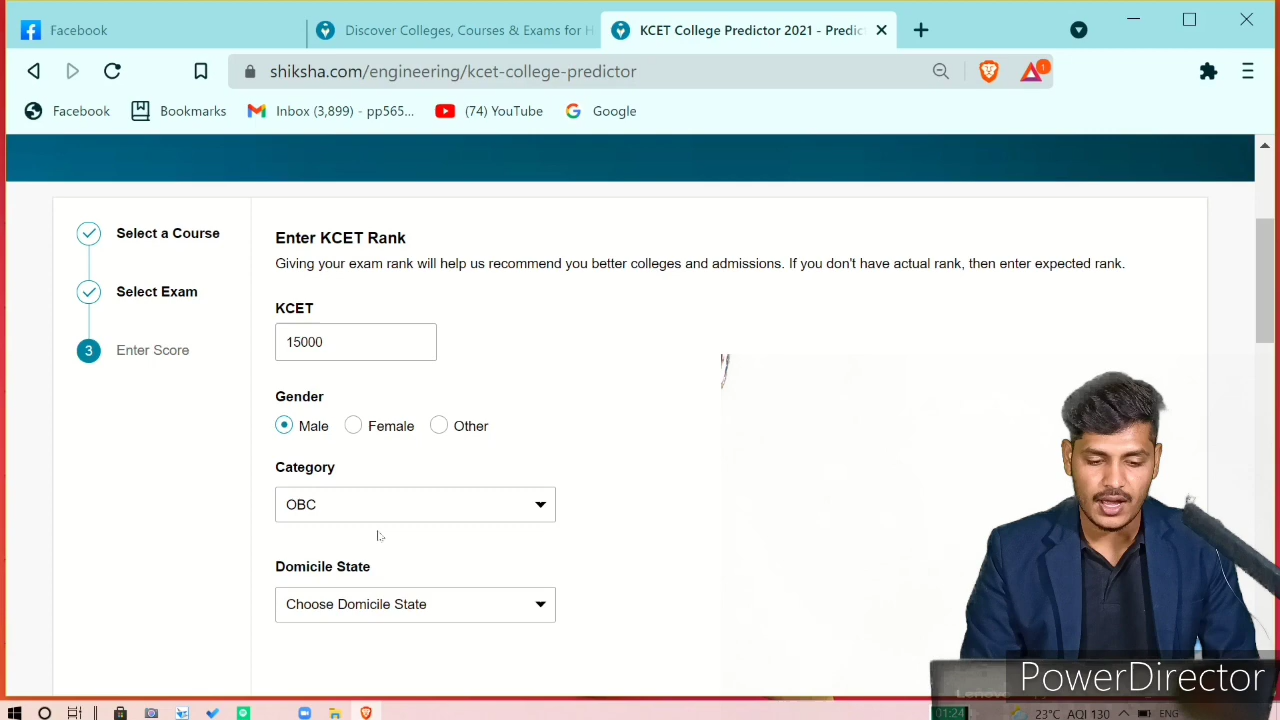 Facebook
Discover Colleges, Courses & Exams for H
KCET College Predictor 2021 - Predic
shiksha.com/engineering/kcet-college-predictor
1
Facebook
Bookmarks
Inbox (3,899) - pp565...
(74) YouTube
Google
Select a Course
Select Exam
3 Enter Score
Enter KCET Rank
Giving your exam rank will help us recommend you better colleges and admissions. If you don't have actual rank, then enter expected rank.
KCET
15000
Gender
Male
Female
Other
Category
OBC
Domicile State
Choose Domicile State
Lenovo
PowerDirector
01:24
23°C AQI 130
ENG